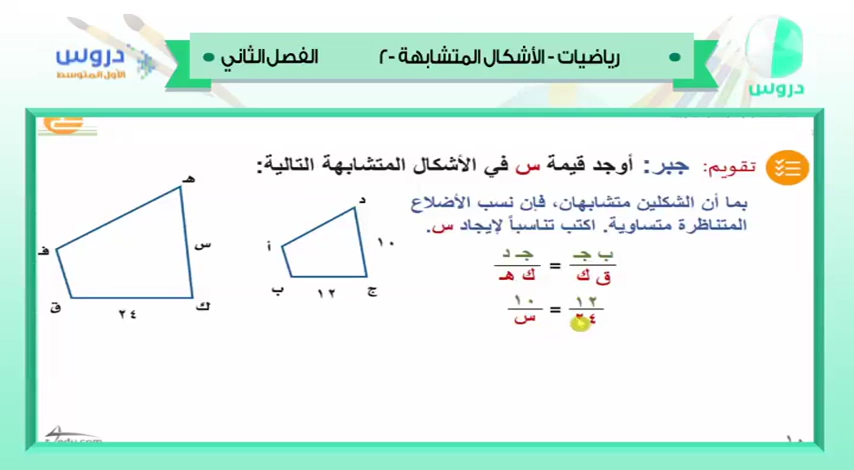 دروس
الأول المتوسط
رياضيات - الأشكال المتشابهة -٢ الفصل الثاني
دروس
تقويم: جبر: أوجد قيمة س في الأشكال المتشابهة التالية:
بما أن الشكلين متشابهان، فإن نسب الأضلاع
المتناظرة متساوية. اكتب تناسباً لإيجاد س.
ب جـ / ق ك = جـ د / ك هـ
١٢ / ٢٤ = ١٠ / س
د
أ
١٠
ب
١٢
ج
هـ
ف
س
ق
٢٤
ك